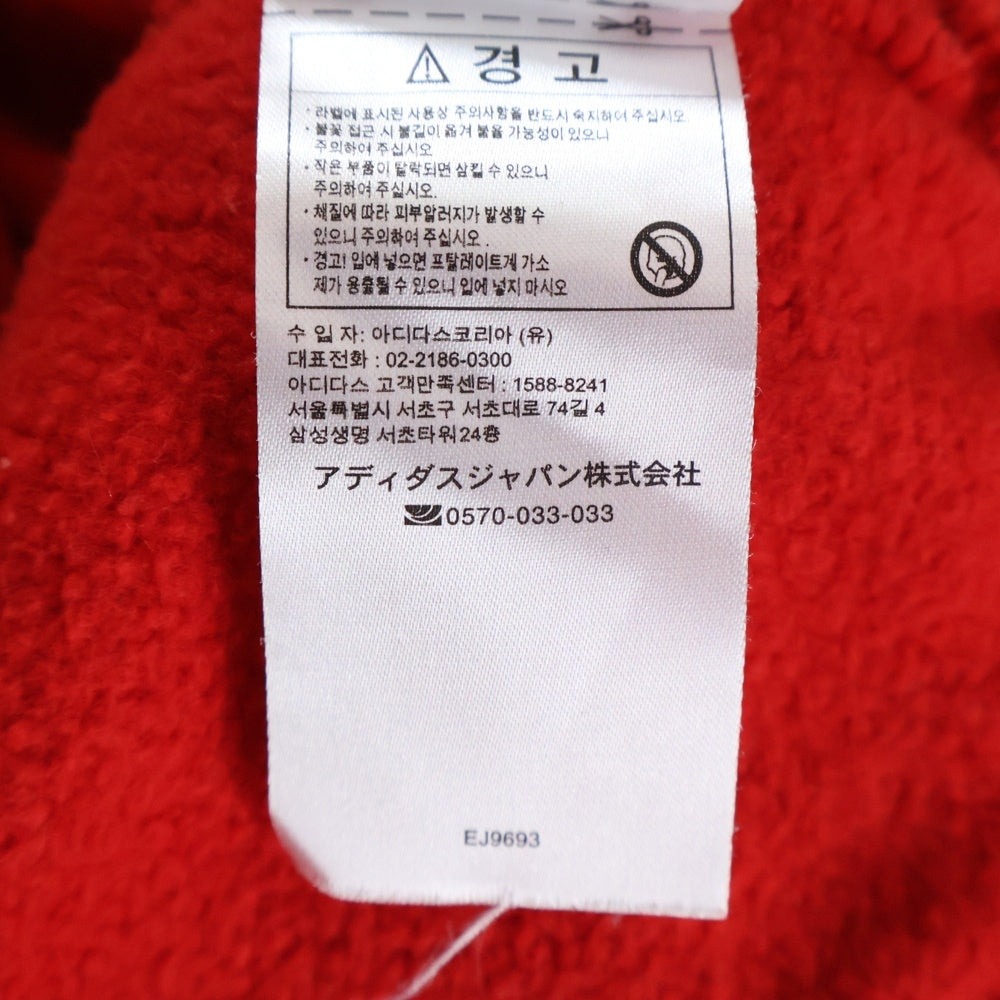 경 고
· 라벨에 표시된 사용상 주의사항을 반드시 숙지하여 주십시오.
· 불꽃 접근 시 불길이 옮겨 붙을 가능성이 있으니
주의하여 주십시오
· 작은 부품이 탈락되면 삼킬 수 있으니
주의하여 주십시오.
· 재질에 따라 피부알러지가 발생할 수
있으니 주의하여 주십시오 .
· 경고! 입에 넣으면 프탈레이트계 가소
제가 용출될 수 있으니 입에 넣지 마시오
수 입 자: 아디다스코리아 (유)
대표전화 : 02-2186-0300
아디다스 고객만족센터 : 1588-8241
서울특별시 서초구 서초대로 74길 4
삼성생명 서초타워24층
アディダスジャパン株式会社
0570-033-033
EJ9693